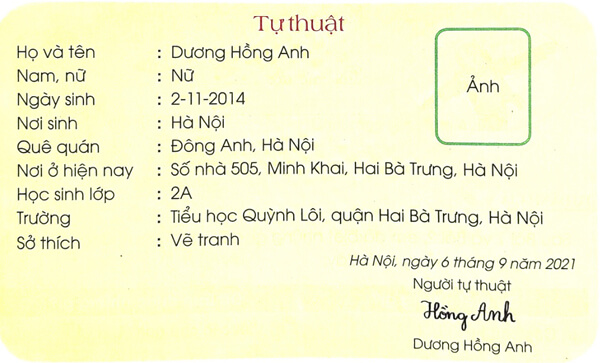 Tự thuật
Họ và tên : Dương Hồng Anh
Nam, nữ : Nữ
Ngày sinh : 2-11-2014
Nơi sinh : Hà Nội
Quê quán : Đông Anh, Hà Nội
Nơi ở hiện nay : Số nhà 505, Minh Khai, Hai Bà Trưng, Hà Nội
Học sinh lớp : 2A
Trường : Tiểu học Quỳnh Lôi, quận Hai Bà Trưng, Hà Nội
Sở thích : Vẽ tranh
Ảnh
Hà Nội, ngày 6 tháng 9 năm 2021
Người tự thuật
Hồng Anh
Dương Hồng Anh